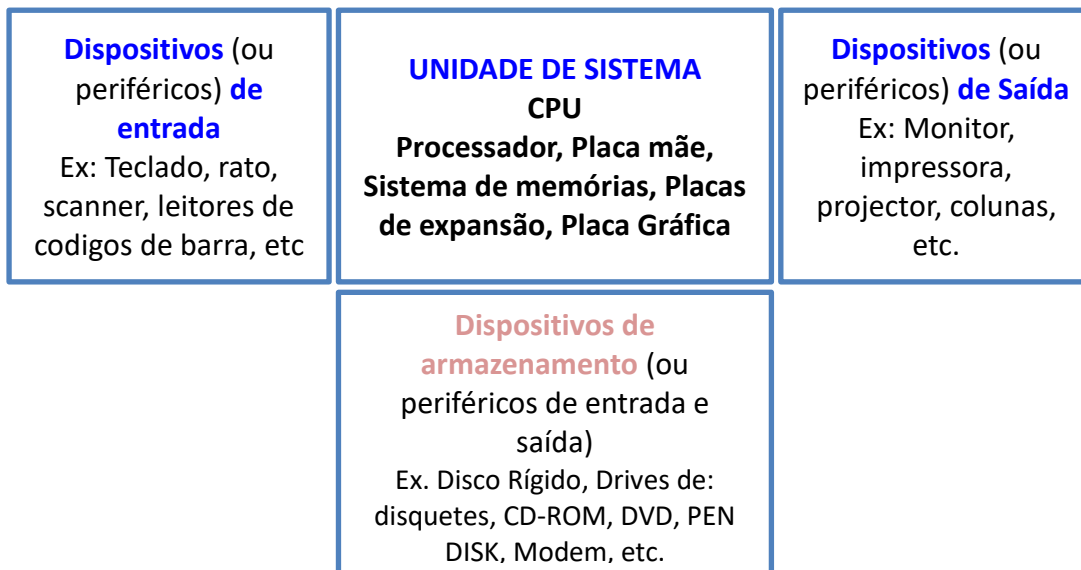 Dispositivos (ou
periféricos) de
entrada
Ex: Teclado, rato,
scanner, leitores de
codigos de barra, etc
UNIDADE DE SISTEMA
CPU
Processador, Placa mãe,
Sistema de memórias, Placas
de expansão, Placa Gráfica
Dispositivos (ou
periféricos) de Saída
Ex: Monitor,
impressora,
projector, colunas,
etc.
Dispositivos de
armazenamento (ou
periféricos de entrada e
saída)
Ex. Disco Rígido, Drives de:
disquetes, CD-ROM, DVD, PEN
DISK, Modem, etc.